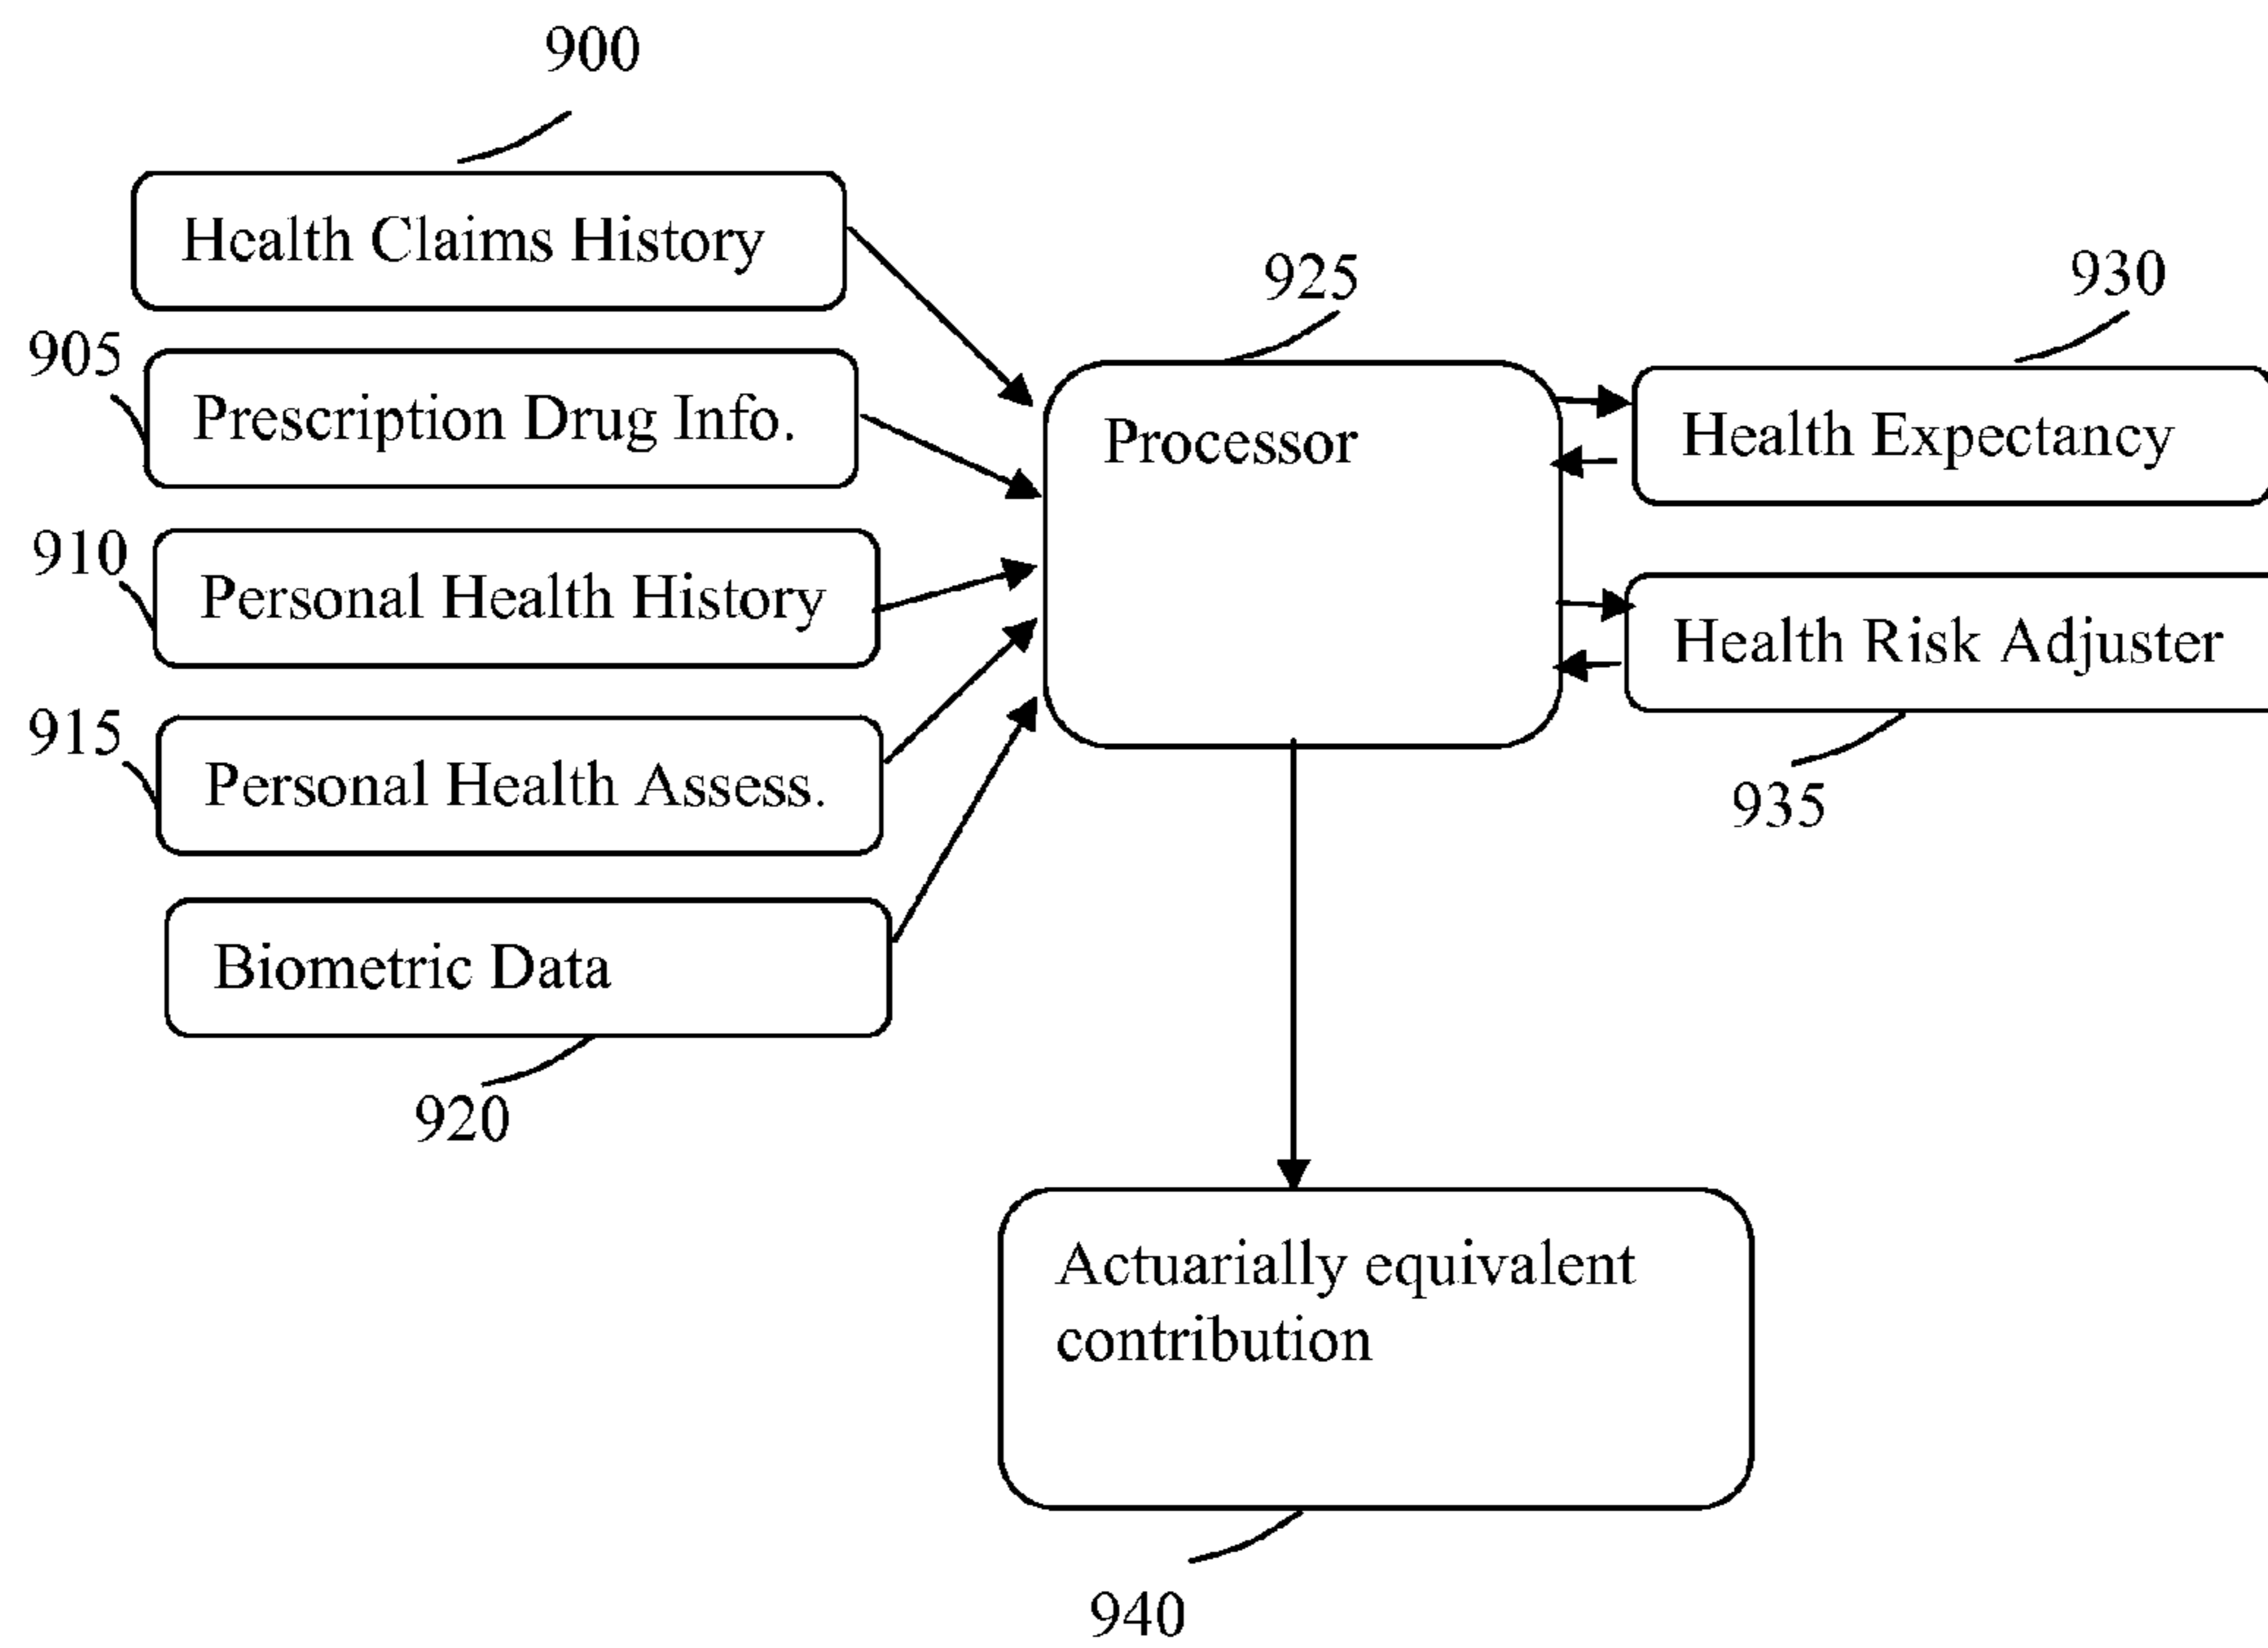 900
Health Claims History
905
Prescription Drug Info.
910
Personal Health History
915
Personal Health Assess.
Biometric Data
920
925
Processor
930
Health Expectancy
Health Risk Adjuster
935
Actuarially equivalent
contribution
940